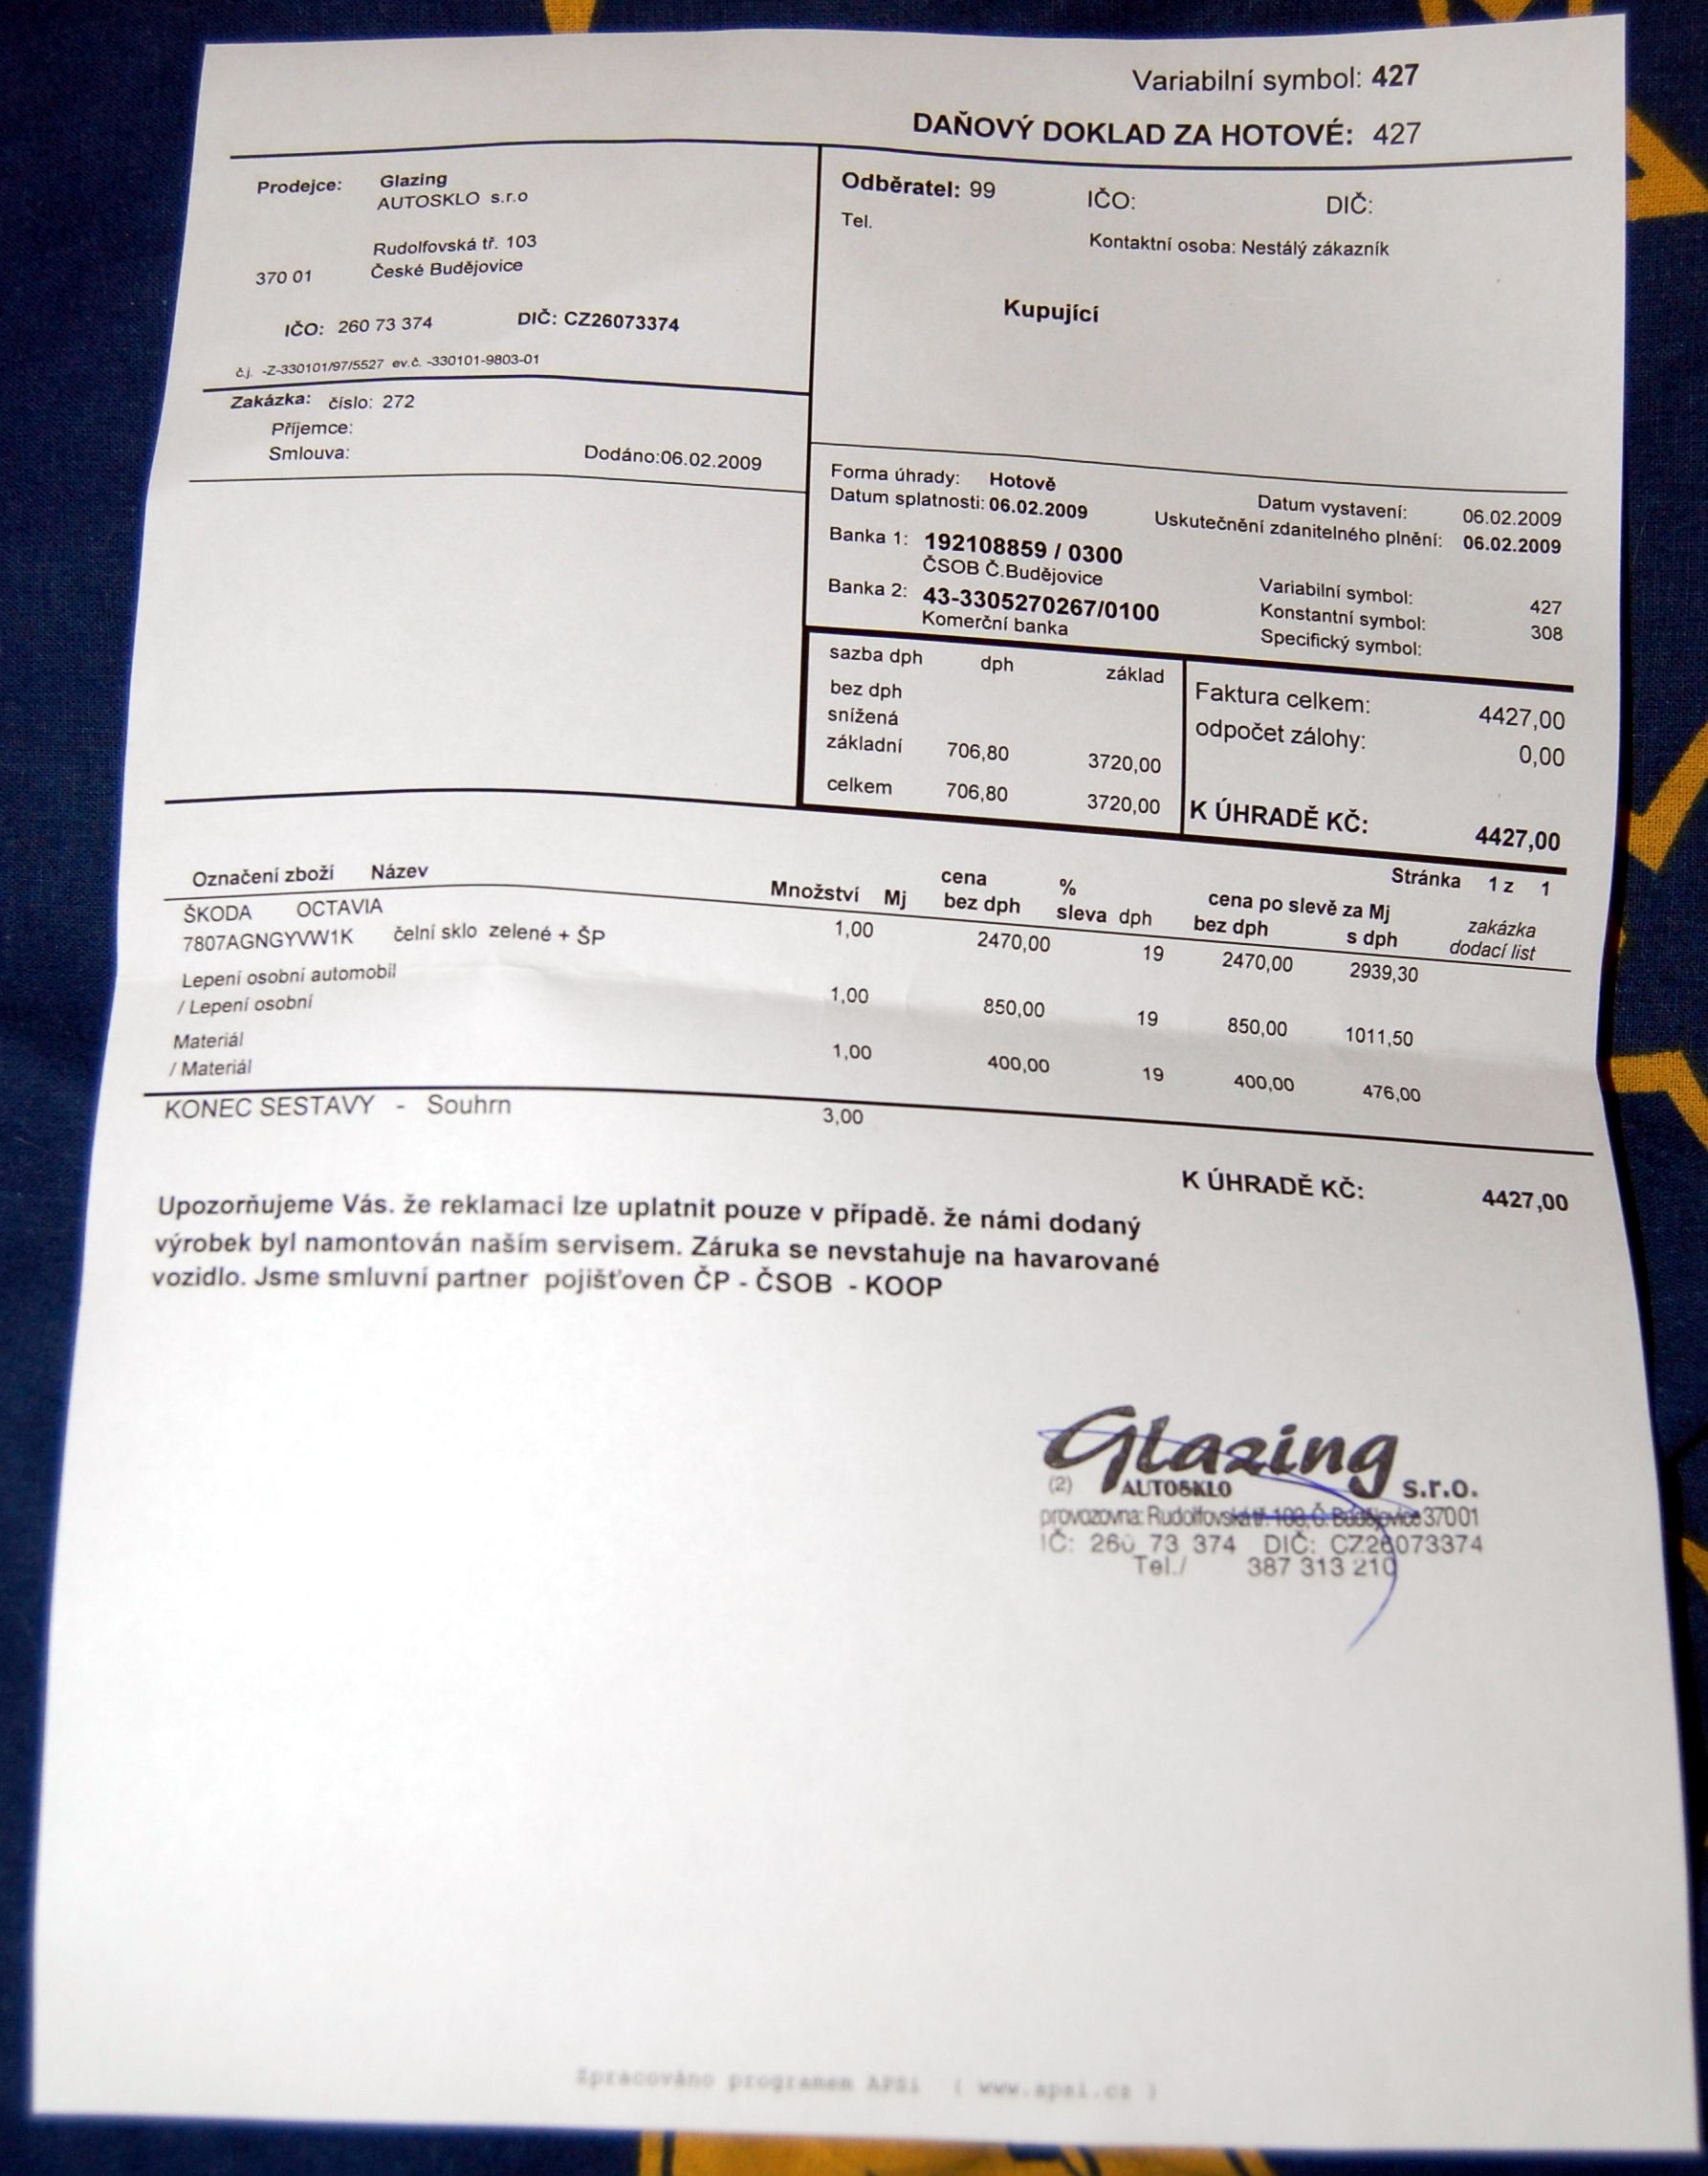 Variabilní symbol: 427
DAŇOVÝ DOKLAD ZA HOTOVÉ: 427
Prodejce: Glazing
AUTOSKLO s.r.o
Rudolfovská tř. 103
370 01 České Budějovice
IČO: 260 73 374 DIČ: CZ26073374
č.j. -Z-330101/97/5527 ev.č. -330101-9803-01
Zakázka: číslo: 272
Příjemce:
Smlouva: Dodáno:06.02.2009
Odběratel: 99 IČO: DIČ:
Tel.
Kontaktní osoba: Nestálý zákazník
Kupující
Forma úhrady: Hotově
Datum splatnosti: 06.02.2009
Datum vystavení: 06.02.2009
Uskutečnění zdanitelného plnění: 06.02.2009
Banka 1: 192108859 / 0300
ČSOB Č.Budějovice
Banka 2: 43-3305270267/0100
Komerční banka
Variabilní symbol: 427
Konstantní symbol: 308
Specifický symbol:
sazba dph dph základ
bez dph
snížená
základní 706,80 3720,00
celkem 706,80 3720,00
Faktura celkem: 4427,00
odpočet zálohy: 0,00
K ÚHRADĚ KČ: 4427,00
Stránka 1 z 1
Označení zboží Název Množství Mj cena bez dph % sleva dph cena po slevě za Mj bez dph s dph zakázka dodací list
ŠKODA OCTAVIA
7807AGNGYVW1K čelní sklo zelené + ŠP 1,00 2470,00 19 2470,00 2939,30
Lepení osobní automobil
/ Lepení osobní 1,00 850,00 19 850,00 1011,50
Materiál
/ Materiál 1,00 400,00 19 400,00 476,00
KONEC SESTAVY - Souhrn 3,00
K ÚHRADĚ KČ: 4427,00
Upozorňujeme Vás. že reklamaci lze uplatnit pouze v případě. že námi dodaný
výrobek byl namontován naším servisem. Záruka se nevstahuje na havarované
vozidlo. Jsme smluvní partner pojišťoven ČP - ČSOB - KOOP
Glazing
(2) AUTOSKLO s.r.o.
provozovna: Rudolfovská tř. 103, Č. Budějovice 37001
IČ: 260 73 374 DIČ: CZ26073374
Tel./ 387 313 210
Zpracováno programem APSi ( www.apsi.cz )